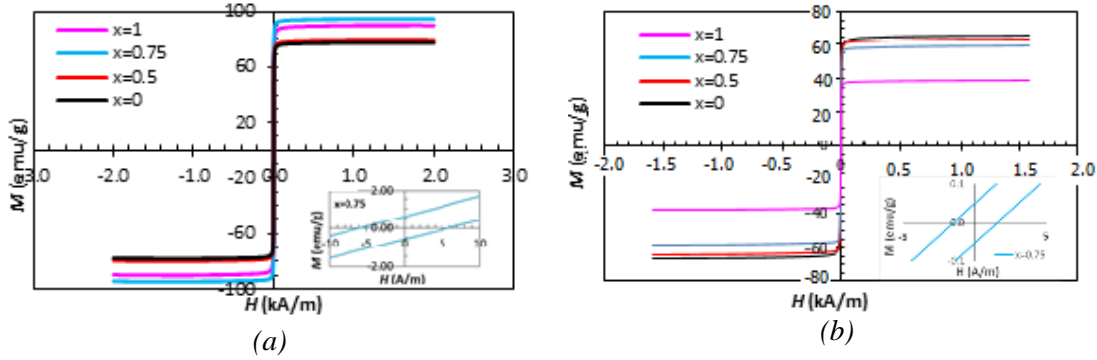 100
x=1
x=0.75
x=0.5
x=0
60
20
-20
-60
-100
M (emu/g)
-2.0
-1.0
0.0
1.0
2.0
3.0
H (kA/m)
x=0.75
2.00
0.00
-2.00
-10
-5
0
5
10
M (emu/g)
H (A/m)
(a)
80
60
40
20
x=1
x=0.75
x=0.5
x=0
-20
-40
-60
-80
M (emu/g)
-2.0
-1.5
-1.0
-0.5
0.5
1.0
1.5
2.0
H (kA/m)
0.1
-0.0
-0.1
-5
5
M (emu/g)
H (A/m)
x=0.75
(b)